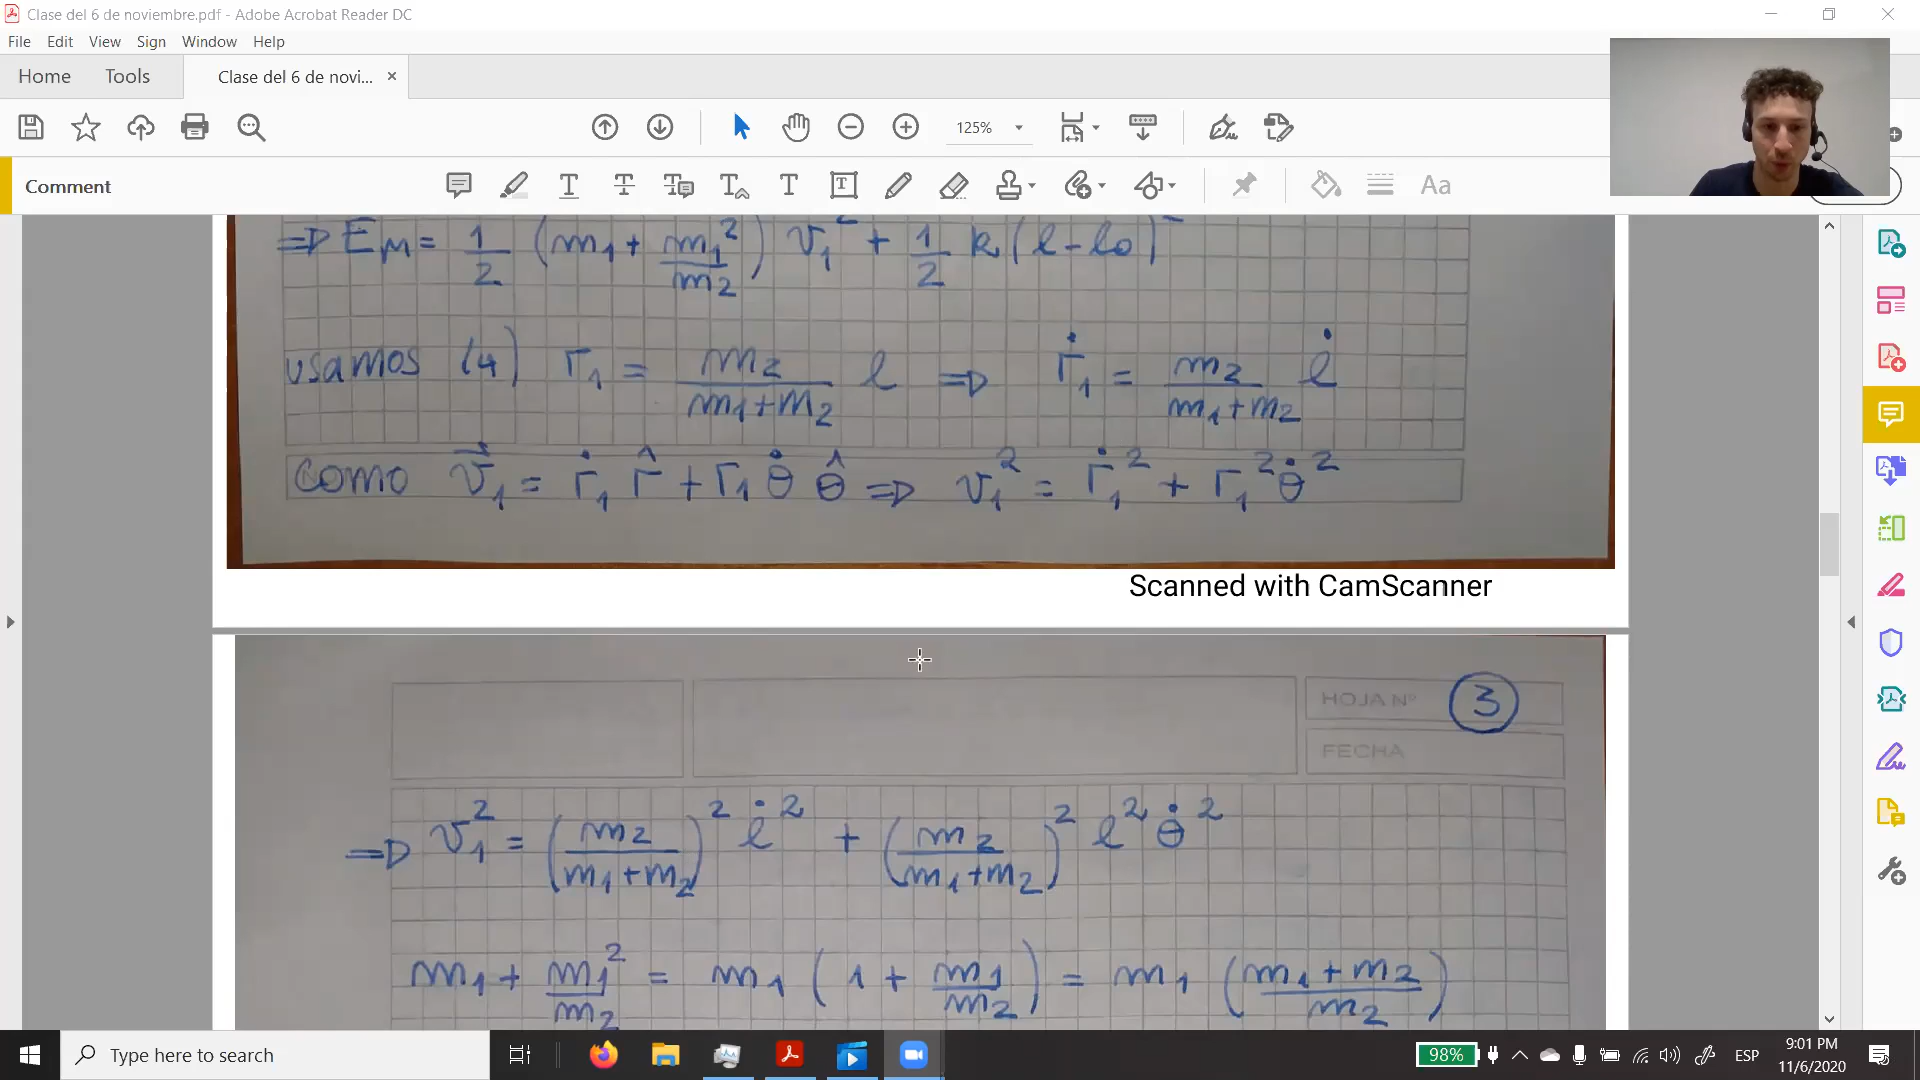 Clase del 6 de noviembre.pdf - Adobe Acrobat Reader DC
File Edit View Sign Window Help
Home Tools Clase del 6 de novi... ×
125%
Comment
Aa
=> E_M = 1/2 (m₁ + m₁²/m₂) v₁² + 1/2 k (l - l₀)²
usamos (4) r₁ = m₂/(m₁+m₂) l => ṙ₁ = m₂/(m₁+m₂) l̇
como v⃗₁ = ṙ₁ r̂ + r₁ θ̇ θ̂ => v₁² = ṙ₁² + r₁² θ̇²
Scanned with CamScanner
HOJA Nº 3
FECHA
=> v₁² = (m₂/(m₁+m₂))² l̇² + (m₂/(m₁+m₂))² l² θ̇²
m₁ + m₁²/m₂ = m₁ (1 + m₁/m₂) = m₁ ((m₁+m₂)/m₂)
Type here to search
98%
ESP
9:01 PM
11/6/2020